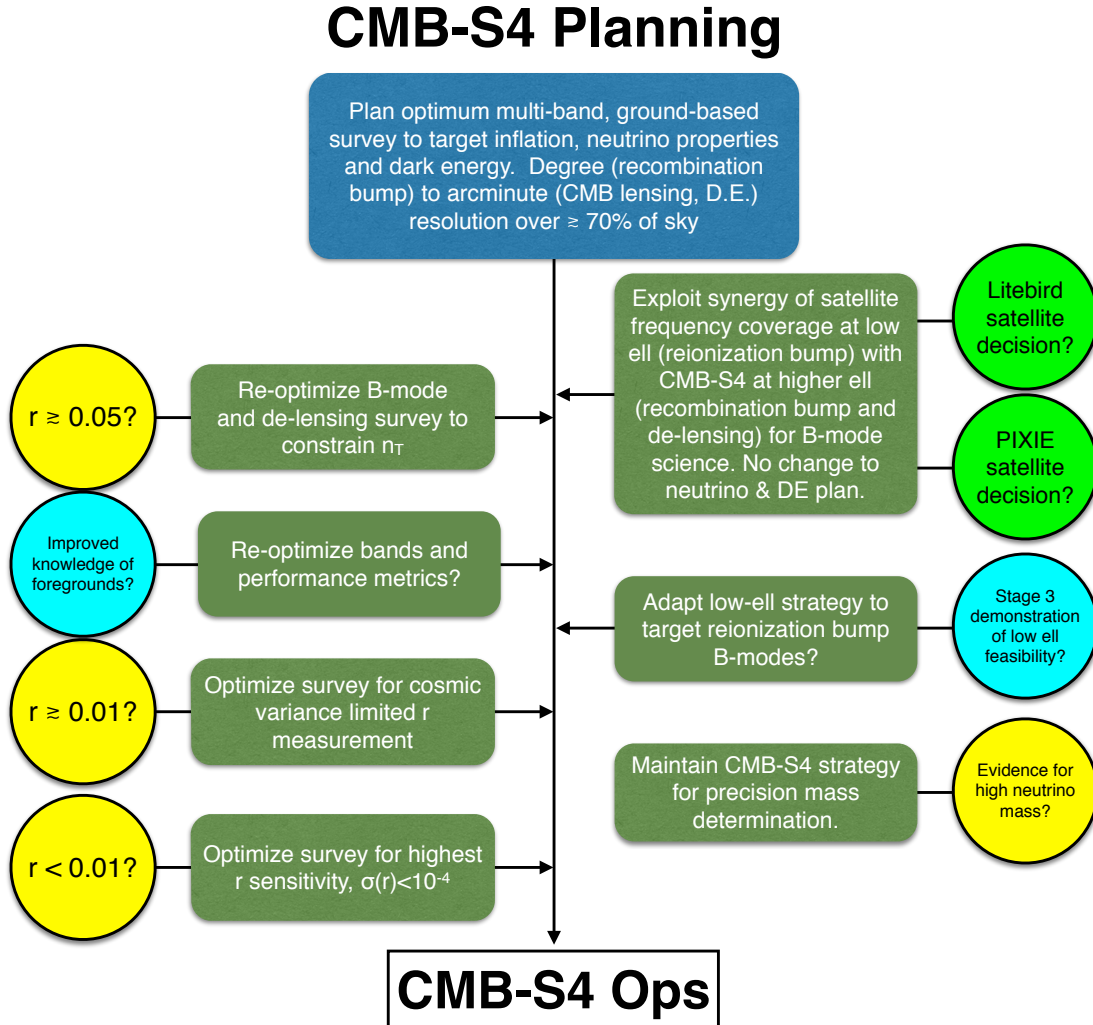 CMB-S4 Planning
Plan optimum multi-band, ground-based
survey to target inflation, neutrino properties
and dark energy.  Degree (recombination
bump) to arcminute (CMB lensing, D.E.)
resolution over ≳ 70% of sky
Exploit synergy of satellite
frequency coverage at low
ell (reionization bump) with
CMB-S4 at higher ell
(recombination bump and
de-lensing) for B-mode
science. No change to
neutrino & DE plan.
Litebird
satellite
decision?
PIXIE
satellite
decision?
r ≳ 0.05?
Re-optimize B-mode
and de-lensing survey to
constrain n_T
Improved
knowledge of
foregrounds?
Re-optimize bands and
performance metrics?
Adapt low-ell strategy to
target reionization bump
B-modes?
Stage 3
demonstration
of low ell
feasibility?
r ≳ 0.01?
Optimize survey for cosmic
variance limited r
measurement
Maintain CMB-S4 strategy
for precision mass
determination.
Evidence for
high neutrino
mass?
r < 0.01?
Optimize survey for highest
r sensitivity, σ(r)<10⁻⁴
CMB-S4 Ops